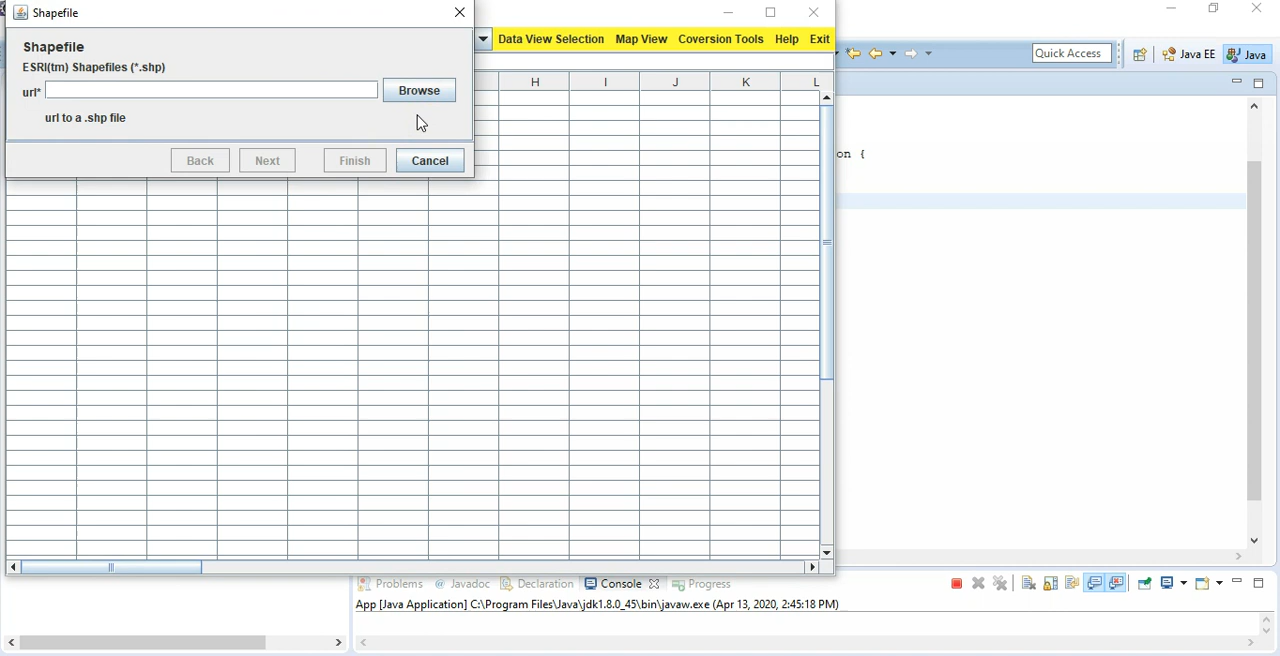 Shapefile
Shapefile
ESRI(tm) Shapefiles (*.shp)
url*
Browse
url to a .shp file
Back
Next
Finish
Cancel
Data View Selection
Map View
Coversion Tools
Help
Exit
H
I
J
K
L
Quick Access
Java EE
Java
on {
Problems
@ Javadoc
Declaration
Console
Progress
App [Java Application] C:\Program Files\Java\jdk1.8.0_45\bin\javaw.exe (Apr 13, 2020, 2:45:18 PM)